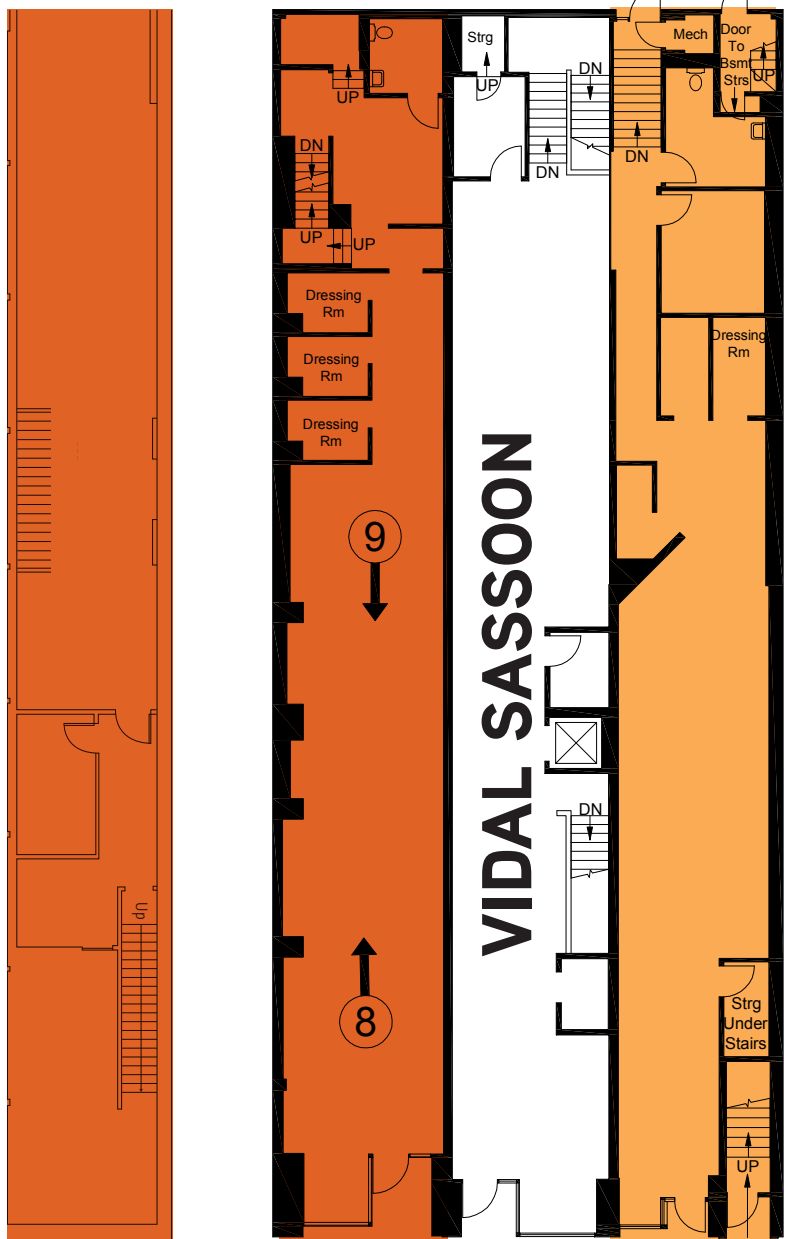 Up
UP
DN
UP
UP
Dressing
Rm
Dressing
Rm
Dressing
Rm
9
8
Strg
UP
DN
DN
VIDAL SASSOON
DN
Mech
Door
To
Bsmt
Strs
UP
DN
Dressing
Rm
Strg
Under
Stairs
UP